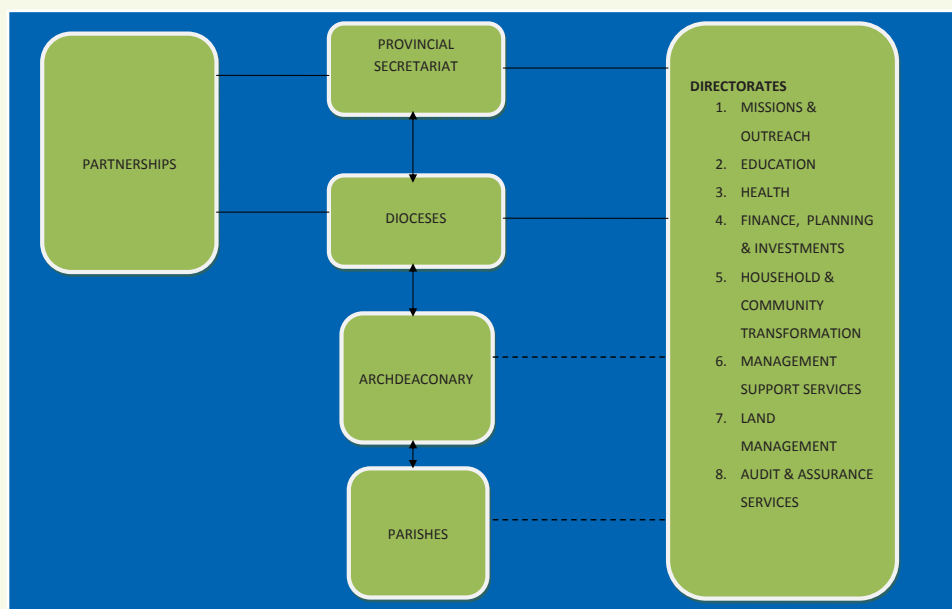 PARTNERSHIPS
PROVINCIAL
SECRETARIAT
DIOCESES
ARCHDEACONARY
PARISHES
DIRECTORATES
1. MISSIONS &
OUTREACH
2. EDUCATION
3. HEALTH
4. FINANCE, PLANNING
& INVESTMENTS
5. HOUSEHOLD &
COMMUNITY
TRANSFORMATION
6. MANAGEMENT
SUPPORT SERVICES
7. LAND
MANAGEMENT
8. AUDIT & ASSURANCE
SERVICES